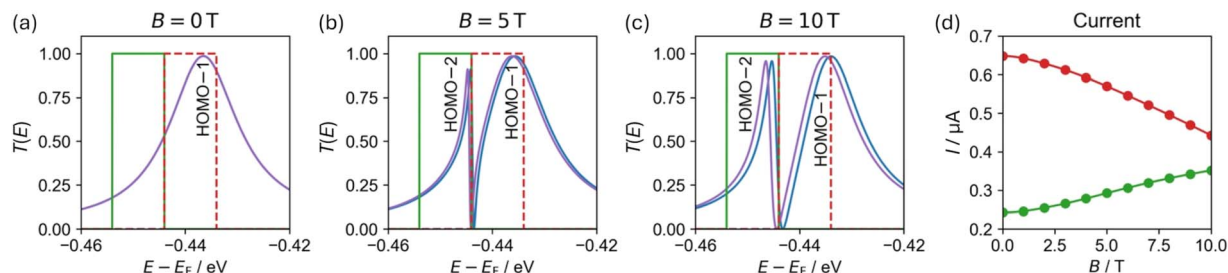 (a) B = 0 T
T(E)
1.00
0.75
0.50
0.25
0.00
HOMO−1
−0.46 −0.44 −0.42
E − E_F / eV
(b) B = 5 T
T(E)
1.00
0.75
0.50
0.25
0.00
HOMO−2
HOMO−1
−0.46 −0.44 −0.42
E − E_F / eV
(c) B = 10 T
T(E)
1.00
0.75
0.50
0.25
0.00
HOMO−2
HOMO−1
−0.46 −0.44 −0.42
E − E_F / eV
(d) Current
I / μA
0.7
0.6
0.5
0.4
0.3
0.2
0.0 2.5 5.0 7.5 10.0
B / T